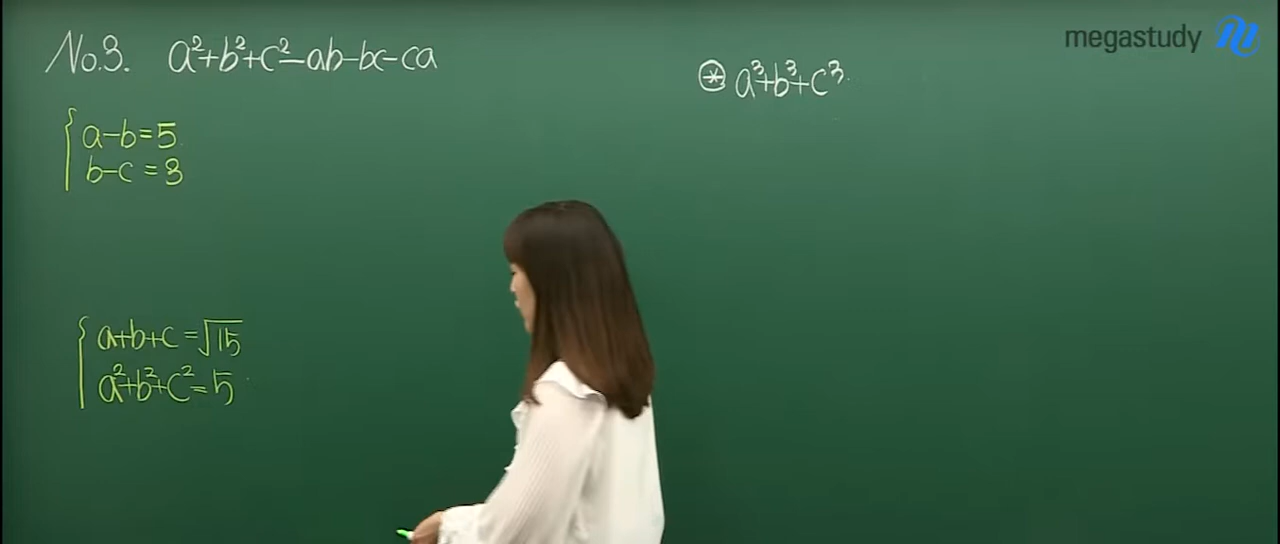 No.3. a²+b²+c²-ab-bc-ca
a-b=5
b-c=3
a+b+c=√15
a²+b²+c²=5
⊛ a³+b³+c³
megastudy